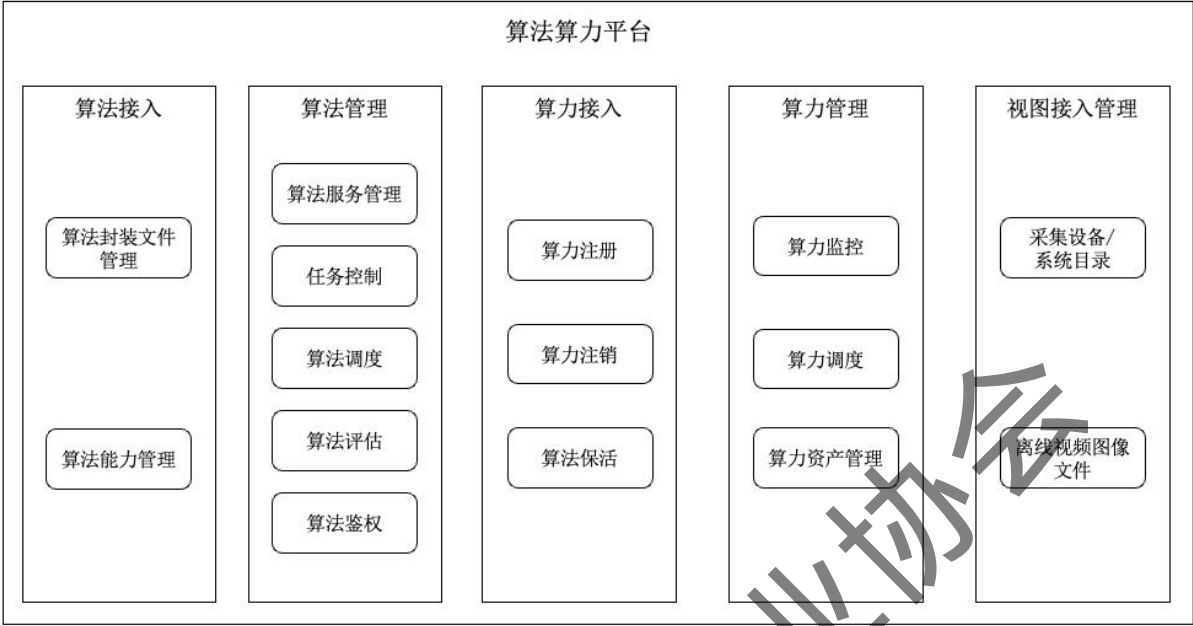 算法算力平台
算法接入
算法封装文件
管理
算法能力管理
算法管理
算法服务管理
任务控制
算法调度
算法评估
算法鉴权
算力接入
算力注册
算力注销
算法保活
算力管理
算力监控
算力调度
算力资产管理
视图接入管理
采集设备/
系统目录
离线视频图像
文件
业协会